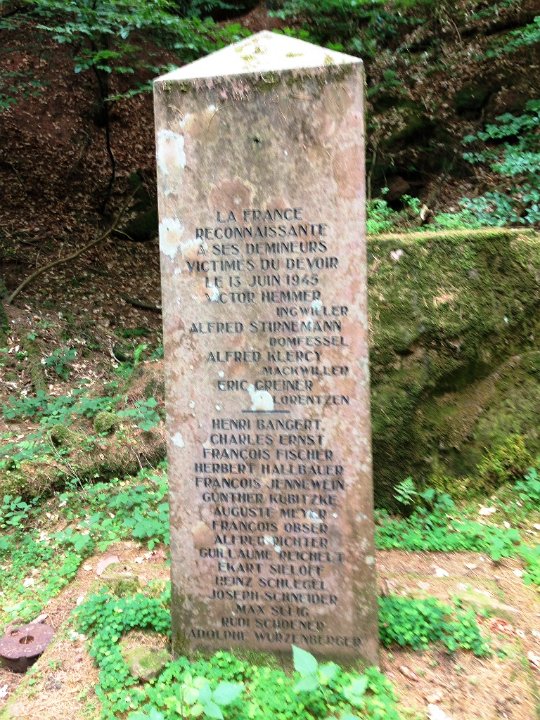 LA FRANCE
RECONNAISSANTE
A SES DEMINEURS
VICTIMES DU DEVOIR
LE 13 JUIN 1945
VICTOR HEMMER
INGWILLER
ALFRED STIRNEMANN
DOMFESSEL
ALFRED KLERCY
MACKWILLER
ERIC GREINER
LORENTZEN
HENRI BANGERT.
CHARLES ERNST
FRANÇOIS FISCHER
HERBERT HALLBAUER
FRANÇOIS JENNEWEIN
GÜNTHER KUBITZKE
AUGUSTE MEYER
FRANÇOIS OBSER
ALFRED RICHTER
GUILLAUME REICHELT
EKART SIELOFF
HEINZ SCHLEGEL
JOSEPH SCHNEIDER
MAX SELIG
RUDI SCHOENER
ADOLPHE WURZENBERGER